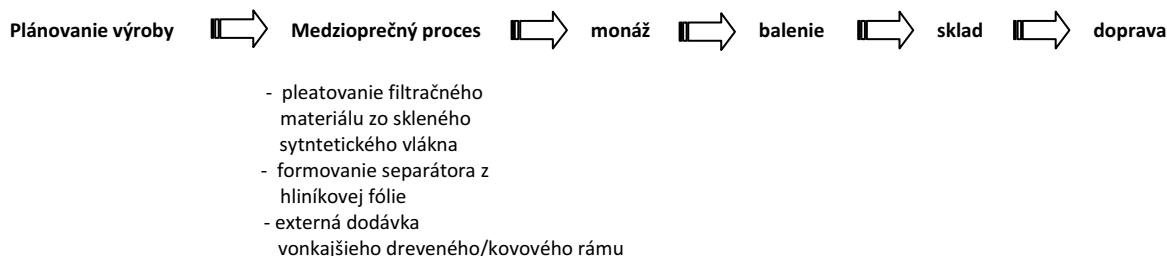 Plánovanie výroby Medzioprečný proces monáž balenie sklad doprava
- pleatovanie filtračného
materiálu zo skleného
sytntetického vlákna
- formovanie separátora z
hliníkovej fólie
- externá dodávka
vonkajšieho dreveného/kovového rámu